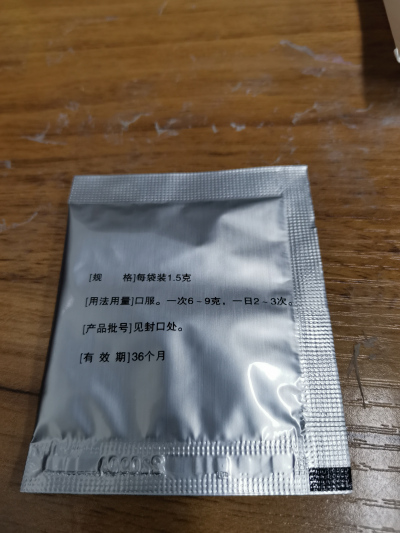 [规 格]每袋装1.5克
[用法用量]口服。一次6~9克，一日2~3次。
[产品批号]见封口处。
[有 效 期]36个月